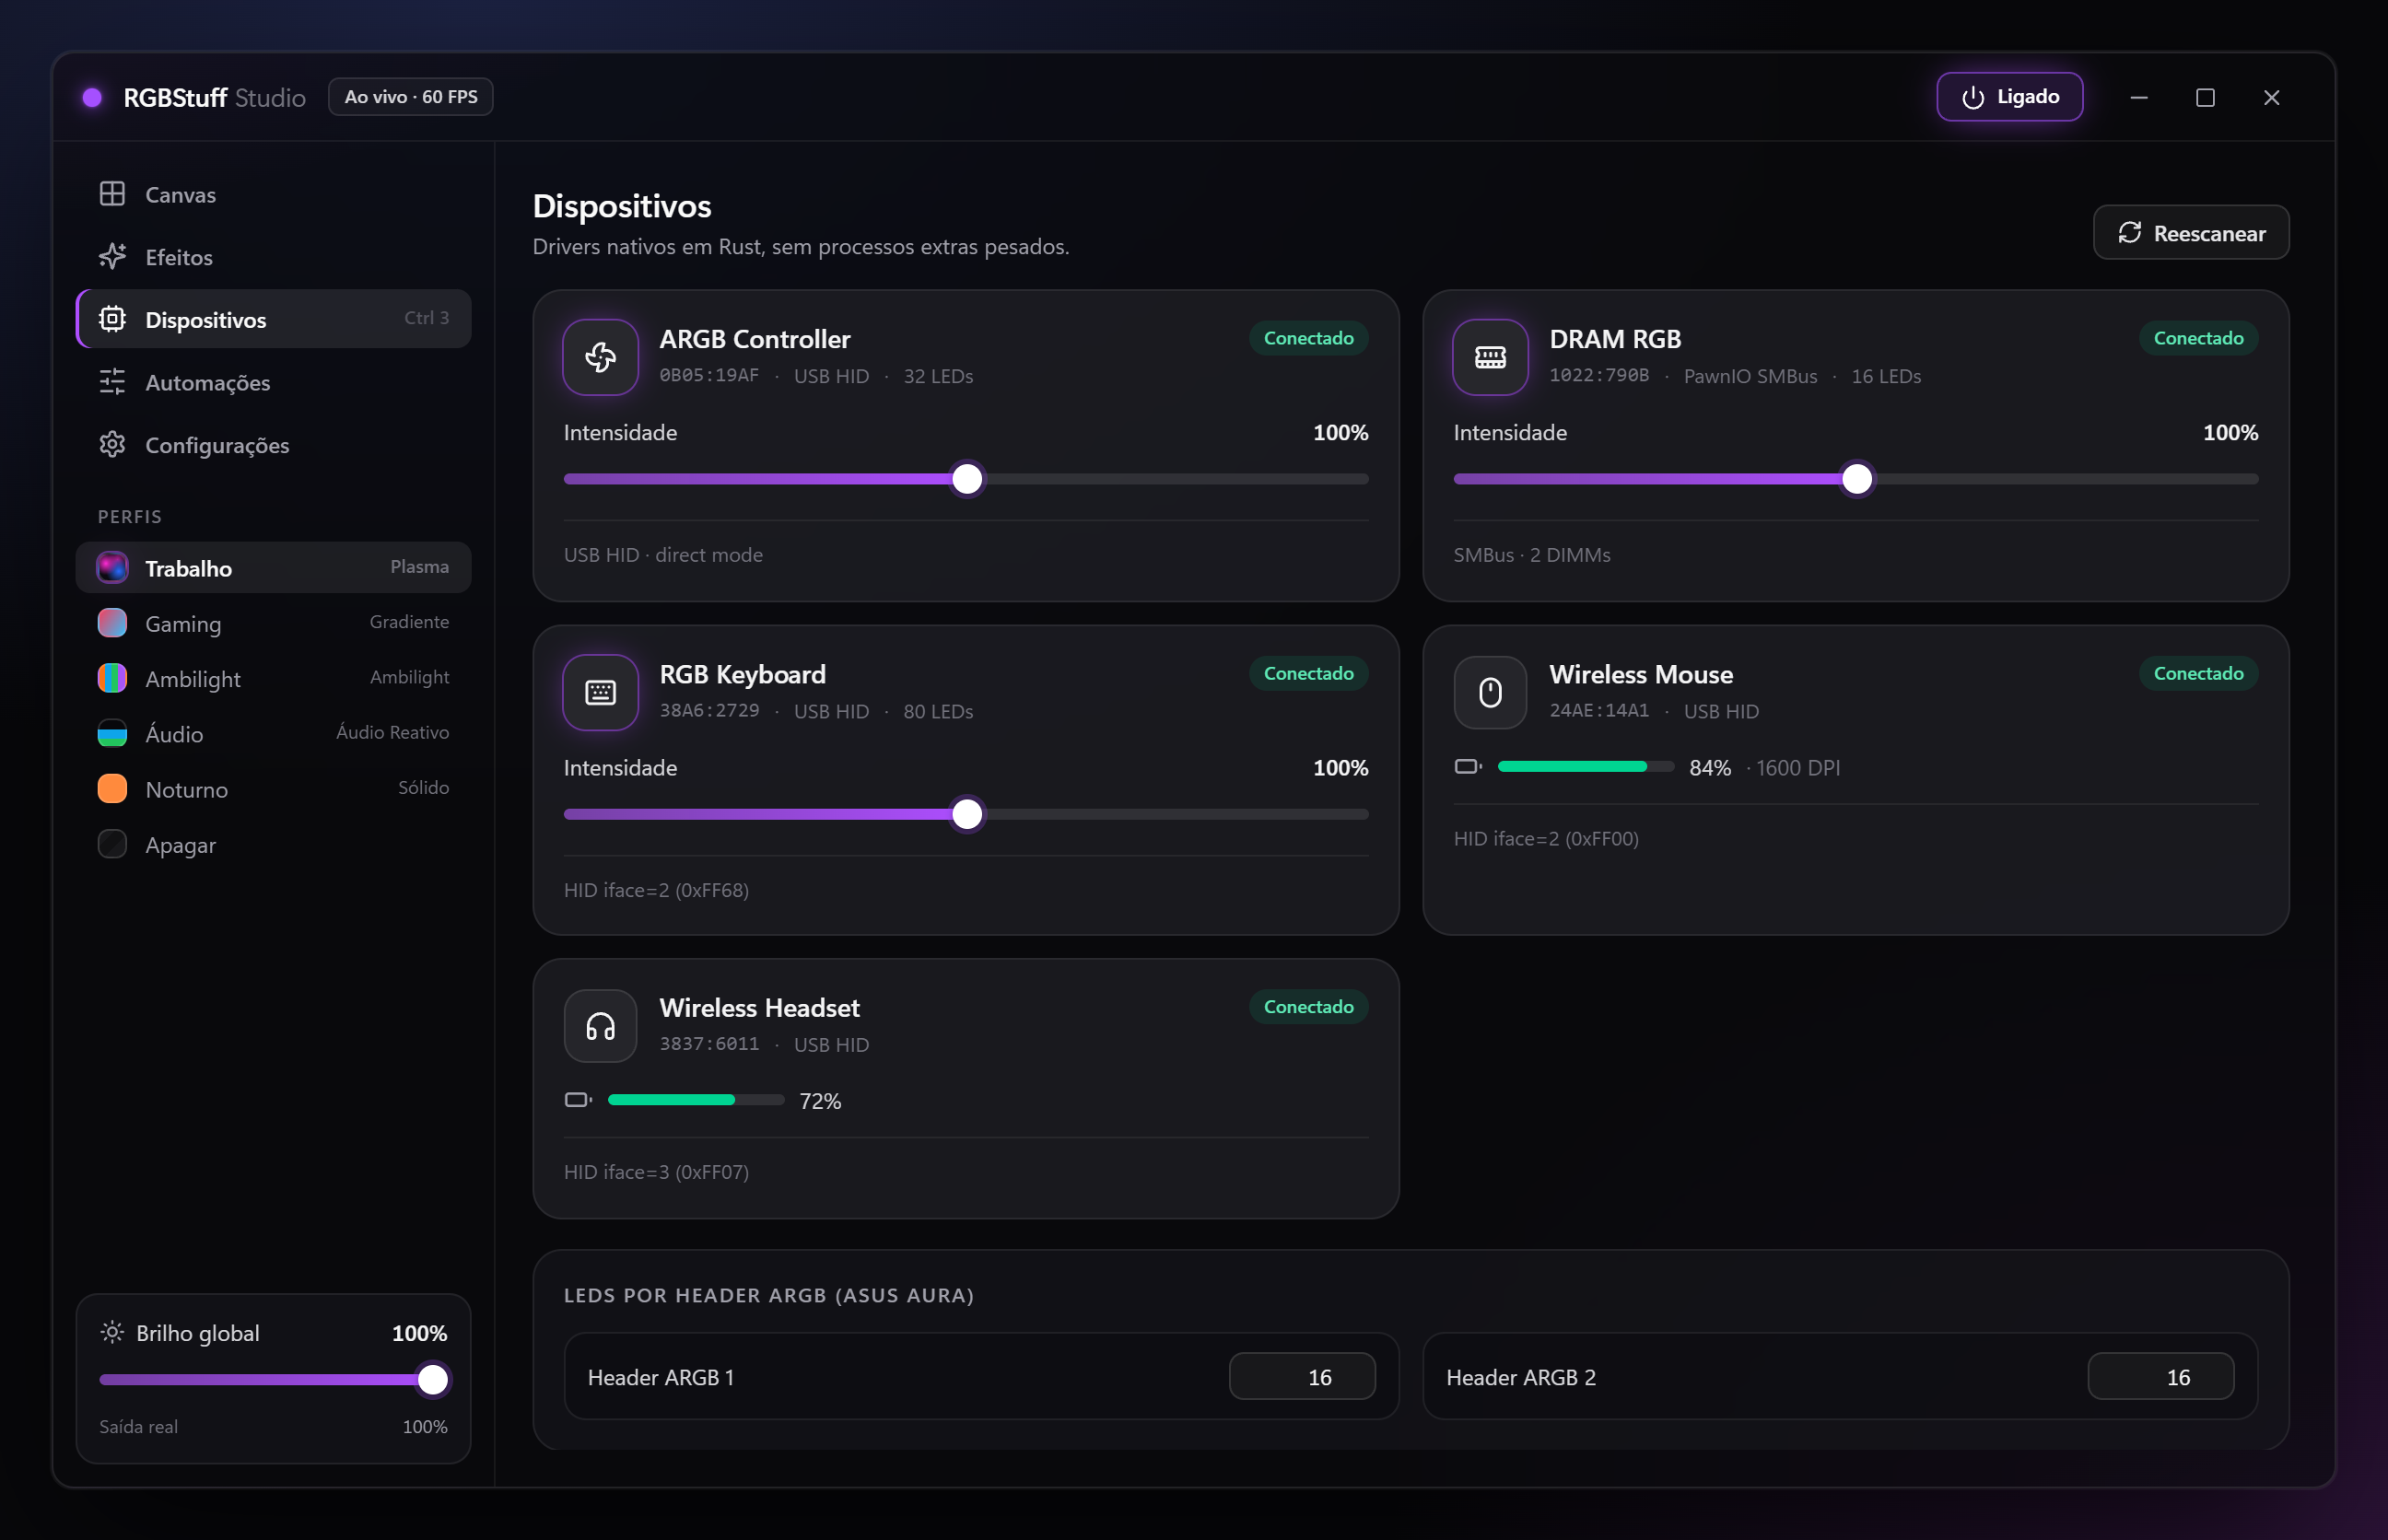 RGBStuff Studio
Ao vivo · 60 FPS
Ligado
Canvas
Efeitos
Dispositivos
Ctrl 3
Automações
Configurações
PERFIS
Trabalho
Plasma
Gaming
Gradiente
Ambilight
Ambilight
Áudio
Áudio Reativo
Noturno
Sólido
Apagar
Brilho global
100%
Saída real
100%
Dispositivos
Drivers nativos em Rust, sem processos extras pesados.
Reescanear
ARGB Controller
Conectado
0B05:19AF · USB HID · 32 LEDs
Intensidade
100%
USB HID · direct mode
DRAM RGB
Conectado
1022:790B · PawnIO SMBus · 16 LEDs
Intensidade
100%
SMBus · 2 DIMMs
RGB Keyboard
Conectado
38A6:2729 · USB HID · 80 LEDs
Intensidade
100%
HID iface=2 (0xFF68)
Wireless Mouse
Conectado
24AE:14A1 · USB HID
84% · 1600 DPI
HID iface=2 (0xFF00)
Wireless Headset
Conectado
3837:6011 · USB HID
72%
HID iface=3 (0xFF07)
LEDS POR HEADER ARGB (ASUS AURA)
Header ARGB 1
16
Header ARGB 2
16